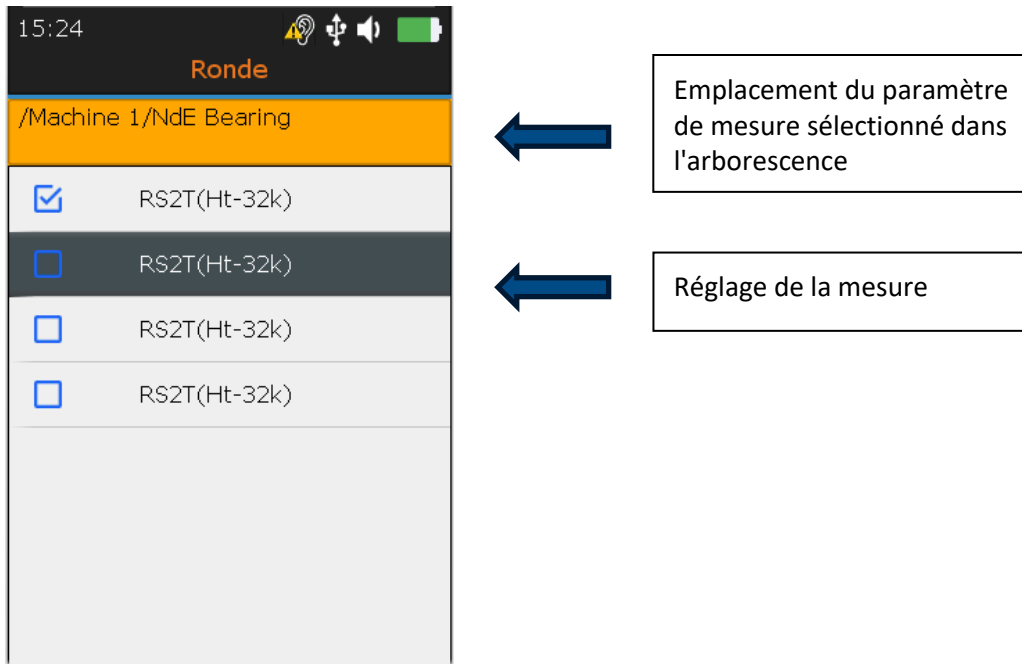 15:24
Ronde
/Machine 1/NdE Bearing
Emplacement du paramètre
de mesure sélectionné dans
l'arborescence
RS2T(Ht-32k)
RS2T(Ht-32k)
Réglage de la mesure
RS2T(Ht-32k)
RS2T(Ht-32k)